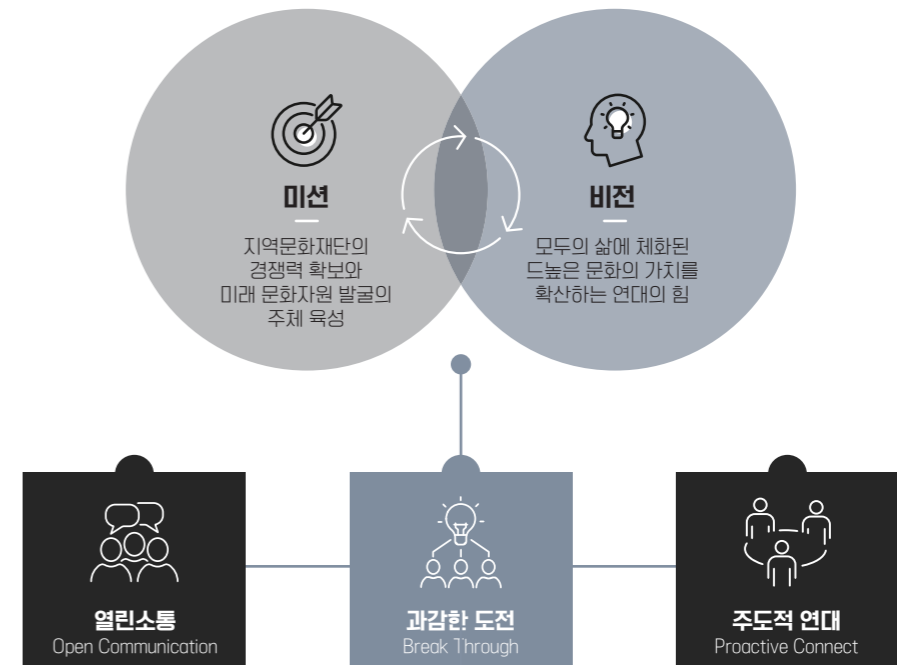 미션
지역문화재단의
경쟁력 확보와
미래 문화자원 발굴의
주체 육성
비전
모두의 삶에 체화된
드높은 문화의 가치를
확산하는 연대의 힘
열린소통
Open Communication
과감한 도전
Break Through
주도적 연대
Proactive Connect